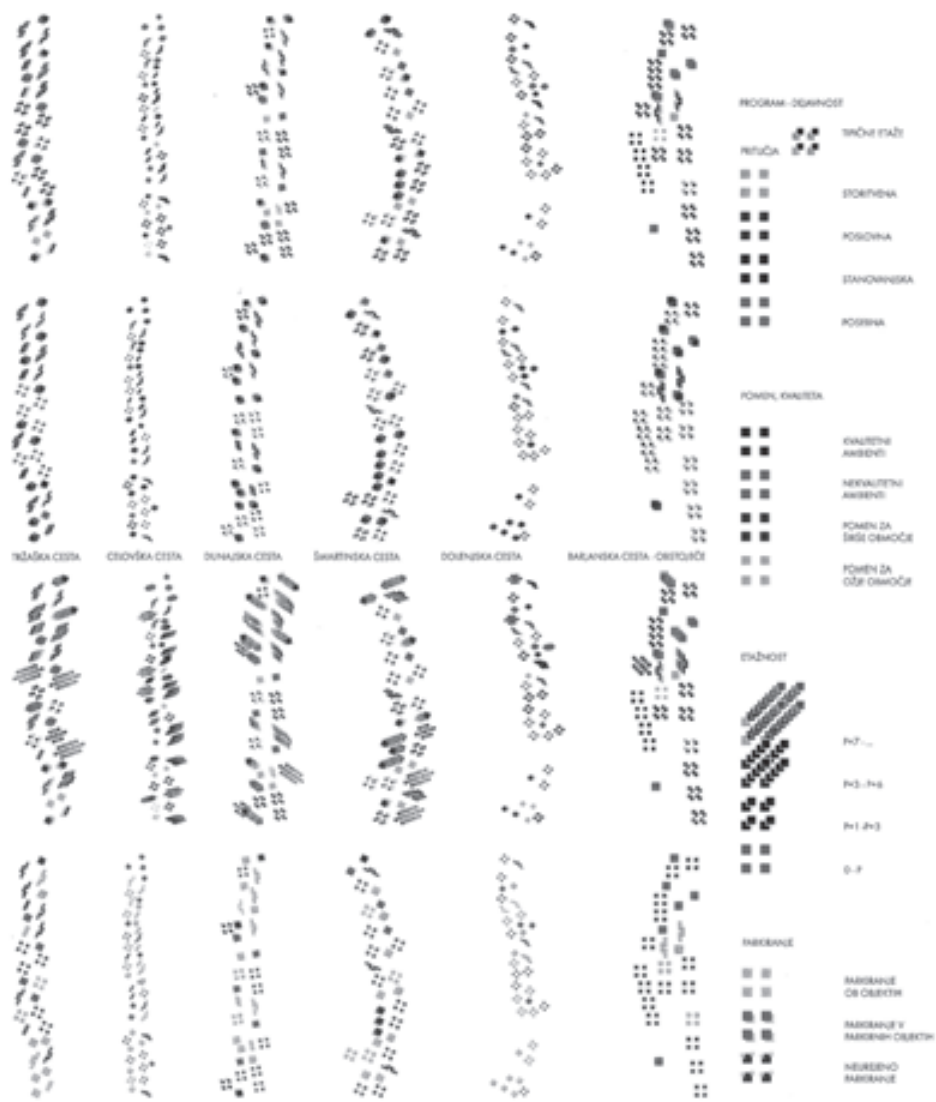 PROGRAM - DEJAVNOST
TIPIČNE ETAŽE
PRITLIČJA
STORITVENA
POSLOVNA
STANOVANJSKA
POSEBNA
POMEN, KVALITETA
KVALITETNI
AMBIENTI
NEKVALITETNI
AMBIENTI
POMEN ZA
ŠIRŠE OBMOČJE
POMEN ZA
OŽJE OBMOČJE
TRŽAŠKA CESTA
CELOVŠKA CESTA
DUNAJSKA CESTA
ŠMARTINSKA CESTA
DOLENJSKA CESTA
BARJANSKA CESTA - OBSTOJEČE
ETAŽNOST
P+7 - ...
P+3 - P+6
P+1 - P+3
0 - P
PARKIRANJE
PARKIRANJE
OB OBJEKTIH
PARKIRANJE V
PARKIRNIH OBJEKTIH
NEUREJENO
PARKIRANJE